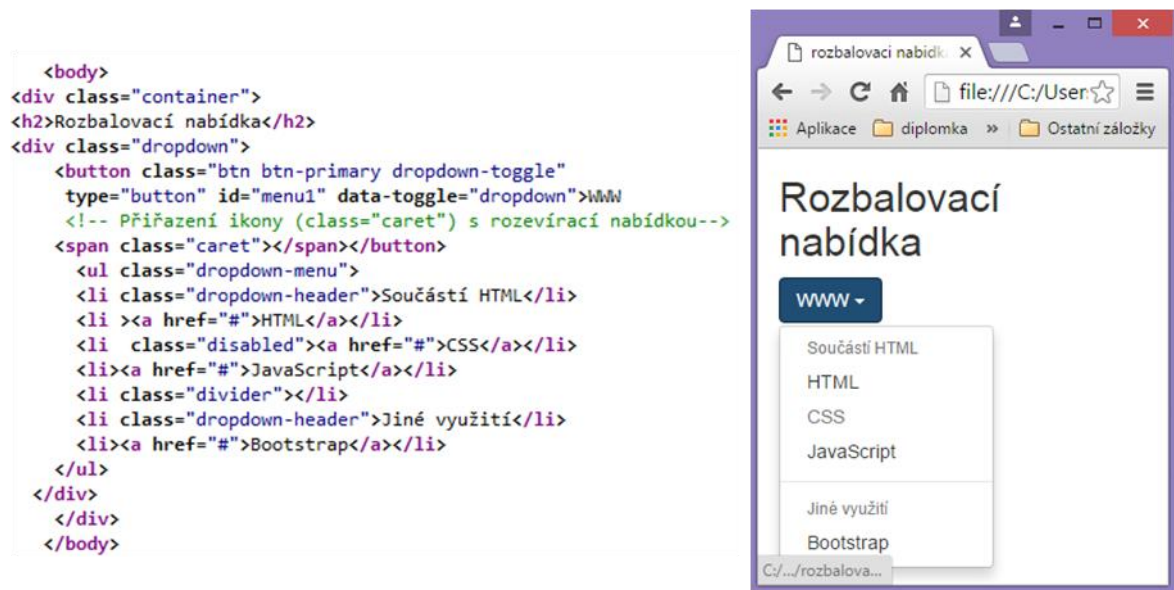 <body>
<div class="container">
<h2>Rozbalovací nabídka</h2>
<div class="dropdown">
<button class="btn btn-primary dropdown-toggle"
type="button" id="menu1" data-toggle="dropdown">WWW
<!-- Přiřazení ikony (class="caret") s rozevírací nabídkou-->
<span class="caret"></span></button>
<ul class="dropdown-menu">
<li class="dropdown-header">Součástí HTML</li>
<li ><a href="#">HTML</a></li>
<li  class="disabled"><a href="#">CSS</a></li>
<li><a href="#">JavaScript</a></li>
<li class="divider"></li>
<li class="dropdown-header">Jiné využití</li>
<li><a href="#">Bootstrap</a></li>
</ul>
</div>
</div>
</body>
rozbalovaci nabidk
file:///C:/User
Aplikace diplomka » Ostatní záložky
Rozbalovací
nabídka
WWW
Součástí HTML
HTML
CSS
JavaScript
Jiné využití
Bootstrap
C:/.../rozbalova...